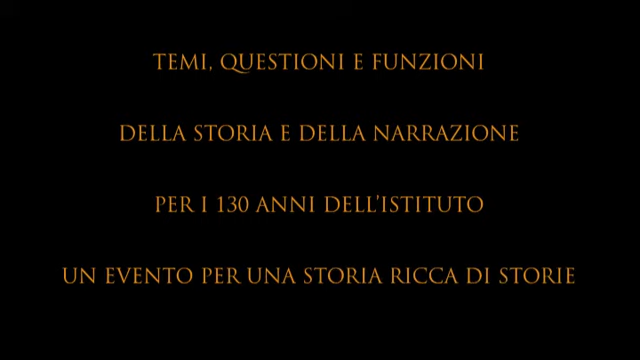 TEMI, QUESTIONI E FUNZIONI
DELLA STORIA E DELLA NARRAZIONE
PER I 130 ANNI DELL'ISTITUTO
UN EVENTO PER UNA STORIA RICCA DI STORIE